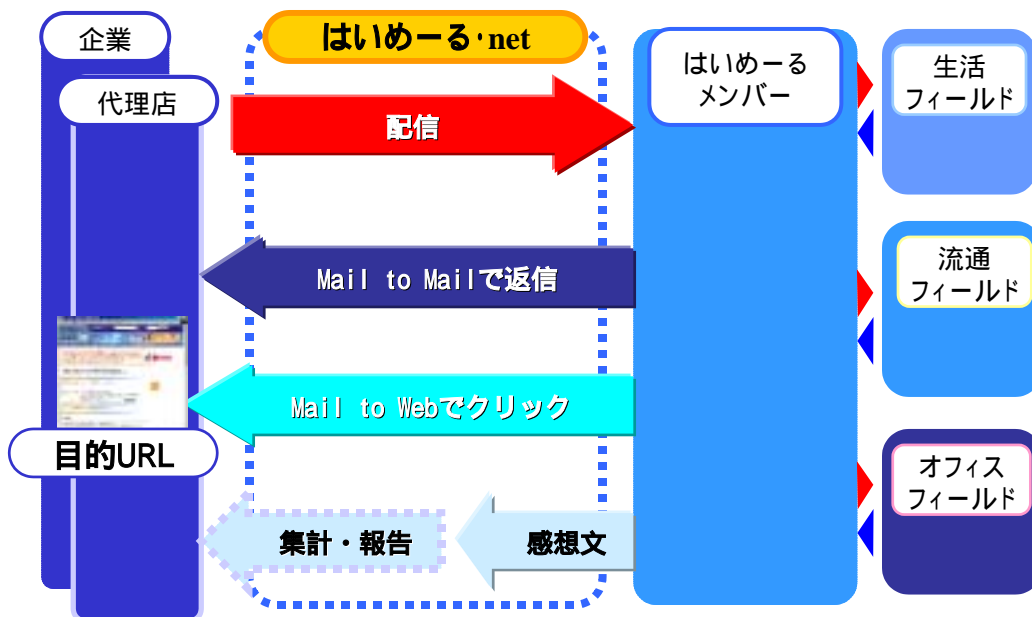 企業
代理店
はいめーる・net
はいめーる
メンバー
生活
フィールド
配信
流通
フィールド
Mail to Mailで返信
Mail to Webでクリック
目的URL
オフィス
フィールド
集計・報告
感想文